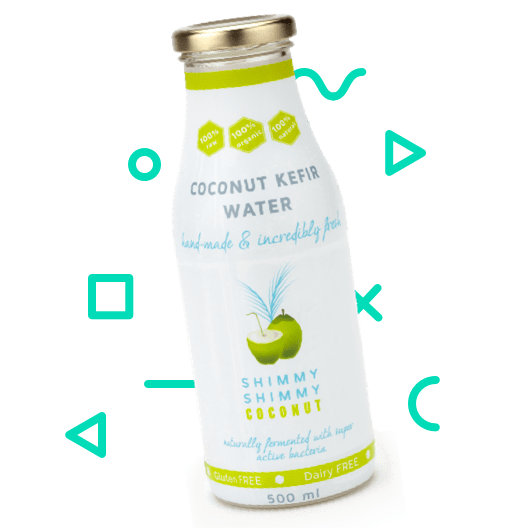 100% raw
100% organic
100% natural
COCONUT KEFIR
WATER
hand-made & incredibly fresh
SHIMMY
SHIMMY
COCONUT
naturally fermented with super
active bacteria
Gluten FREE
Dairy FREE
500 ml